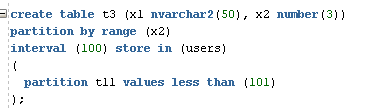 create table t3 (x1 nvarchar2(50), x2 number(3))
partition by range (x2)
interval (100) store in (users)
(
partition t11 values less than (101)
);